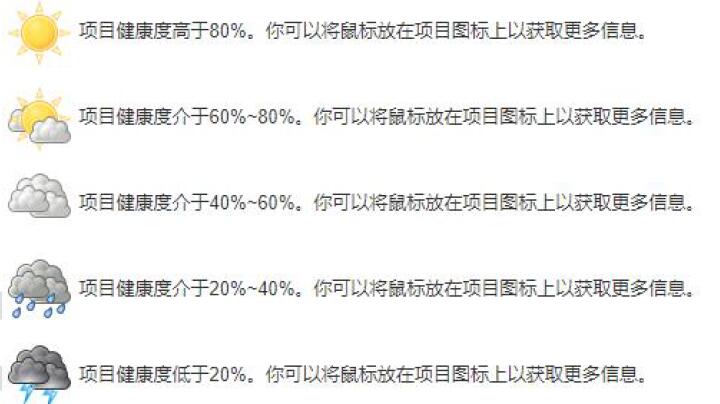 项目健康度高于80%。你可以将鼠标放在项目图标上以获取更多信息。
项目健康度介于60%~80%。你可以将鼠标放在项目图标上以获取更多信息。
项目健康度介于40%~60%。你可以将鼠标放在项目图标上以获取更多信息。
项目健康度介于20%~40%。你可以将鼠标放在项目图标上以获取更多信息。
项目健康度低于20%。你可以将鼠标放在项目图标上以获取更多信息。